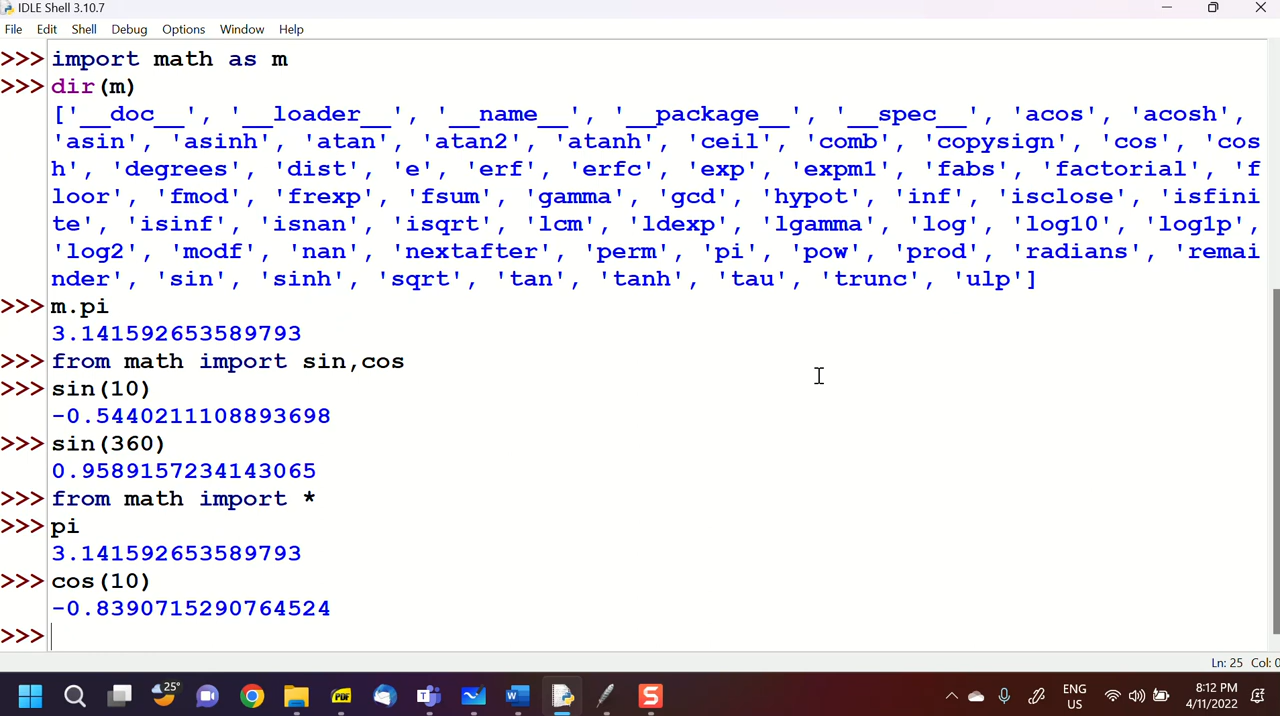 IDLE Shell 3.10.7
File Edit Shell Debug Options Window Help
>>> import math as m
>>> dir(m)
['__doc__', '__loader__', '__name__', '__package__', '__spec__', 'acos', 'acosh',
'asin', 'asinh', 'atan', 'atan2', 'atanh', 'ceil', 'comb', 'copysign', 'cos', 'cos
h', 'degrees', 'dist', 'e', 'erf', 'erfc', 'exp', 'expm1', 'fabs', 'factorial', 'f
loor', 'fmod', 'frexp', 'fsum', 'gamma', 'gcd', 'hypot', 'inf', 'isclose', 'isfini
te', 'isinf', 'isnan', 'isqrt', 'lcm', 'ldexp', 'lgamma', 'log', 'log10', 'log1p',
'log2', 'modf', 'nan', 'nextafter', 'perm', 'pi', 'pow', 'prod', 'radians', 'remai
nder', 'sin', 'sinh', 'sqrt', 'tan', 'tanh', 'tau', 'trunc', 'ulp']
>>> m.pi
3.141592653589793
>>> from math import sin,cos
>>> sin(10)
-0.5440211108893698
>>> sin(360)
0.9589157234143065
>>> from math import *
>>> pi
3.141592653589793
>>> cos(10)
-0.8390715290764524
>>>
Ln: 25 Col: 0
25° PDF T W S ENG 8:12 PM
US 4/11/2022